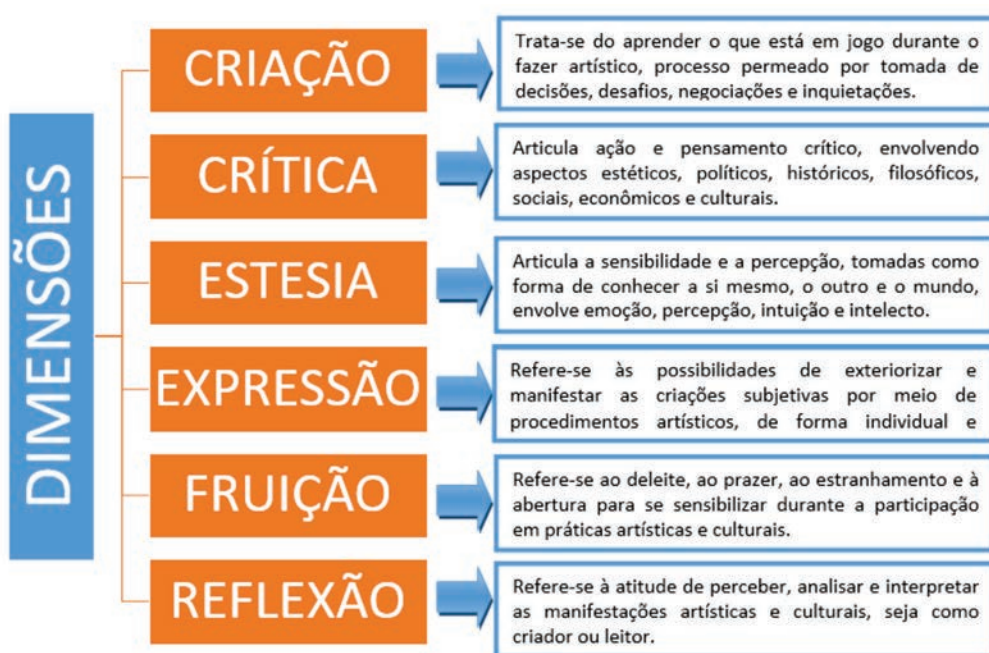 DIMENSÕES
CRIAÇÃO
Trata-se do aprender o que está em jogo durante o
fazer artístico, processo permeado por tomada de
decisões, desafios, negociações e inquietações.
CRÍTICA
Articula ação e pensamento crítico, envolvendo
aspectos estéticos, políticos, históricos, filosóficos,
sociais, econômicos e culturais.
ESTESIA
Articula a sensibilidade e a percepção, tomadas como
forma de conhecer a si mesmo, o outro e o mundo,
envolve emoção, percepção, intuição e intelecto.
EXPRESSÃO
Refere-se às possibilidades de exteriorizar e
manifestar as criações subjetivas por meio de
procedimentos artísticos, de forma individual e
FRUIÇÃO
Refere-se ao deleite, ao prazer, ao estranhamento e à
abertura para se sensibilizar durante a participação
em práticas artísticas e culturais.
REFLEXÃO
Refere-se à atitude de perceber, analisar e interpretar
as manifestações artísticas e culturais, seja como
criador ou leitor.